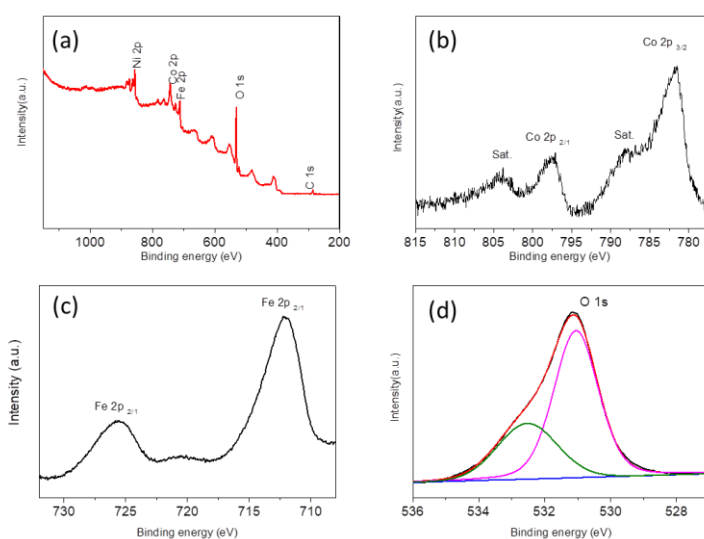 (a)
Ni 2p
Co 2p
Fe 2p
O 1s
C 1s
Intensity(a.u.)
1000 800 600 400 200
Binding energy (eV)
(b)
Co 2p 3/2
Co 2p 2/1
Sat.
Sat.
Intensity(a.u.)
815 810 805 800 795 790 785 780
Binding energy (eV)
(c)
Fe 2p 2/1
Fe 2p 2/1
Intensity (a.u.)
730 725 720 715 710
Binding energy (eV)
(d)
O 1s
Intensity(a.u.)
536 534 532 530 528
Binding energy (eV)